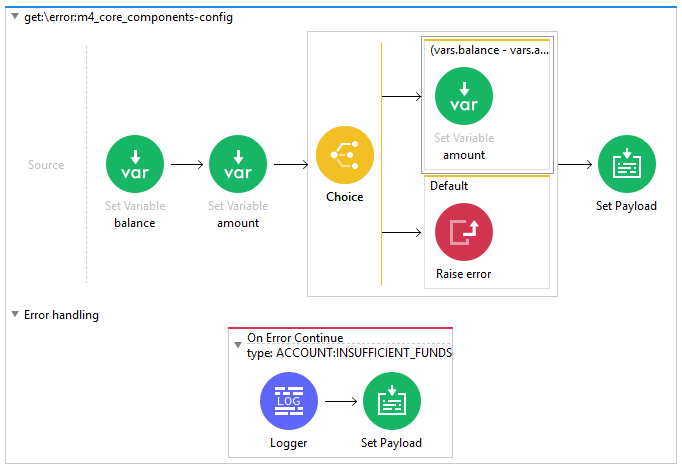 get:\error:m4_core_components-config
Source
var
Set Variable
balance
var
Set Variable
amount
Choice
(vars.balance - vars.a...
var
Set Variable
amount
Default
Raise error
Set Payload
Error handling
On Error Continue
type: ACCOUNT:INSUFFICIENT_FUNDS
LOG
Logger
Set Payload